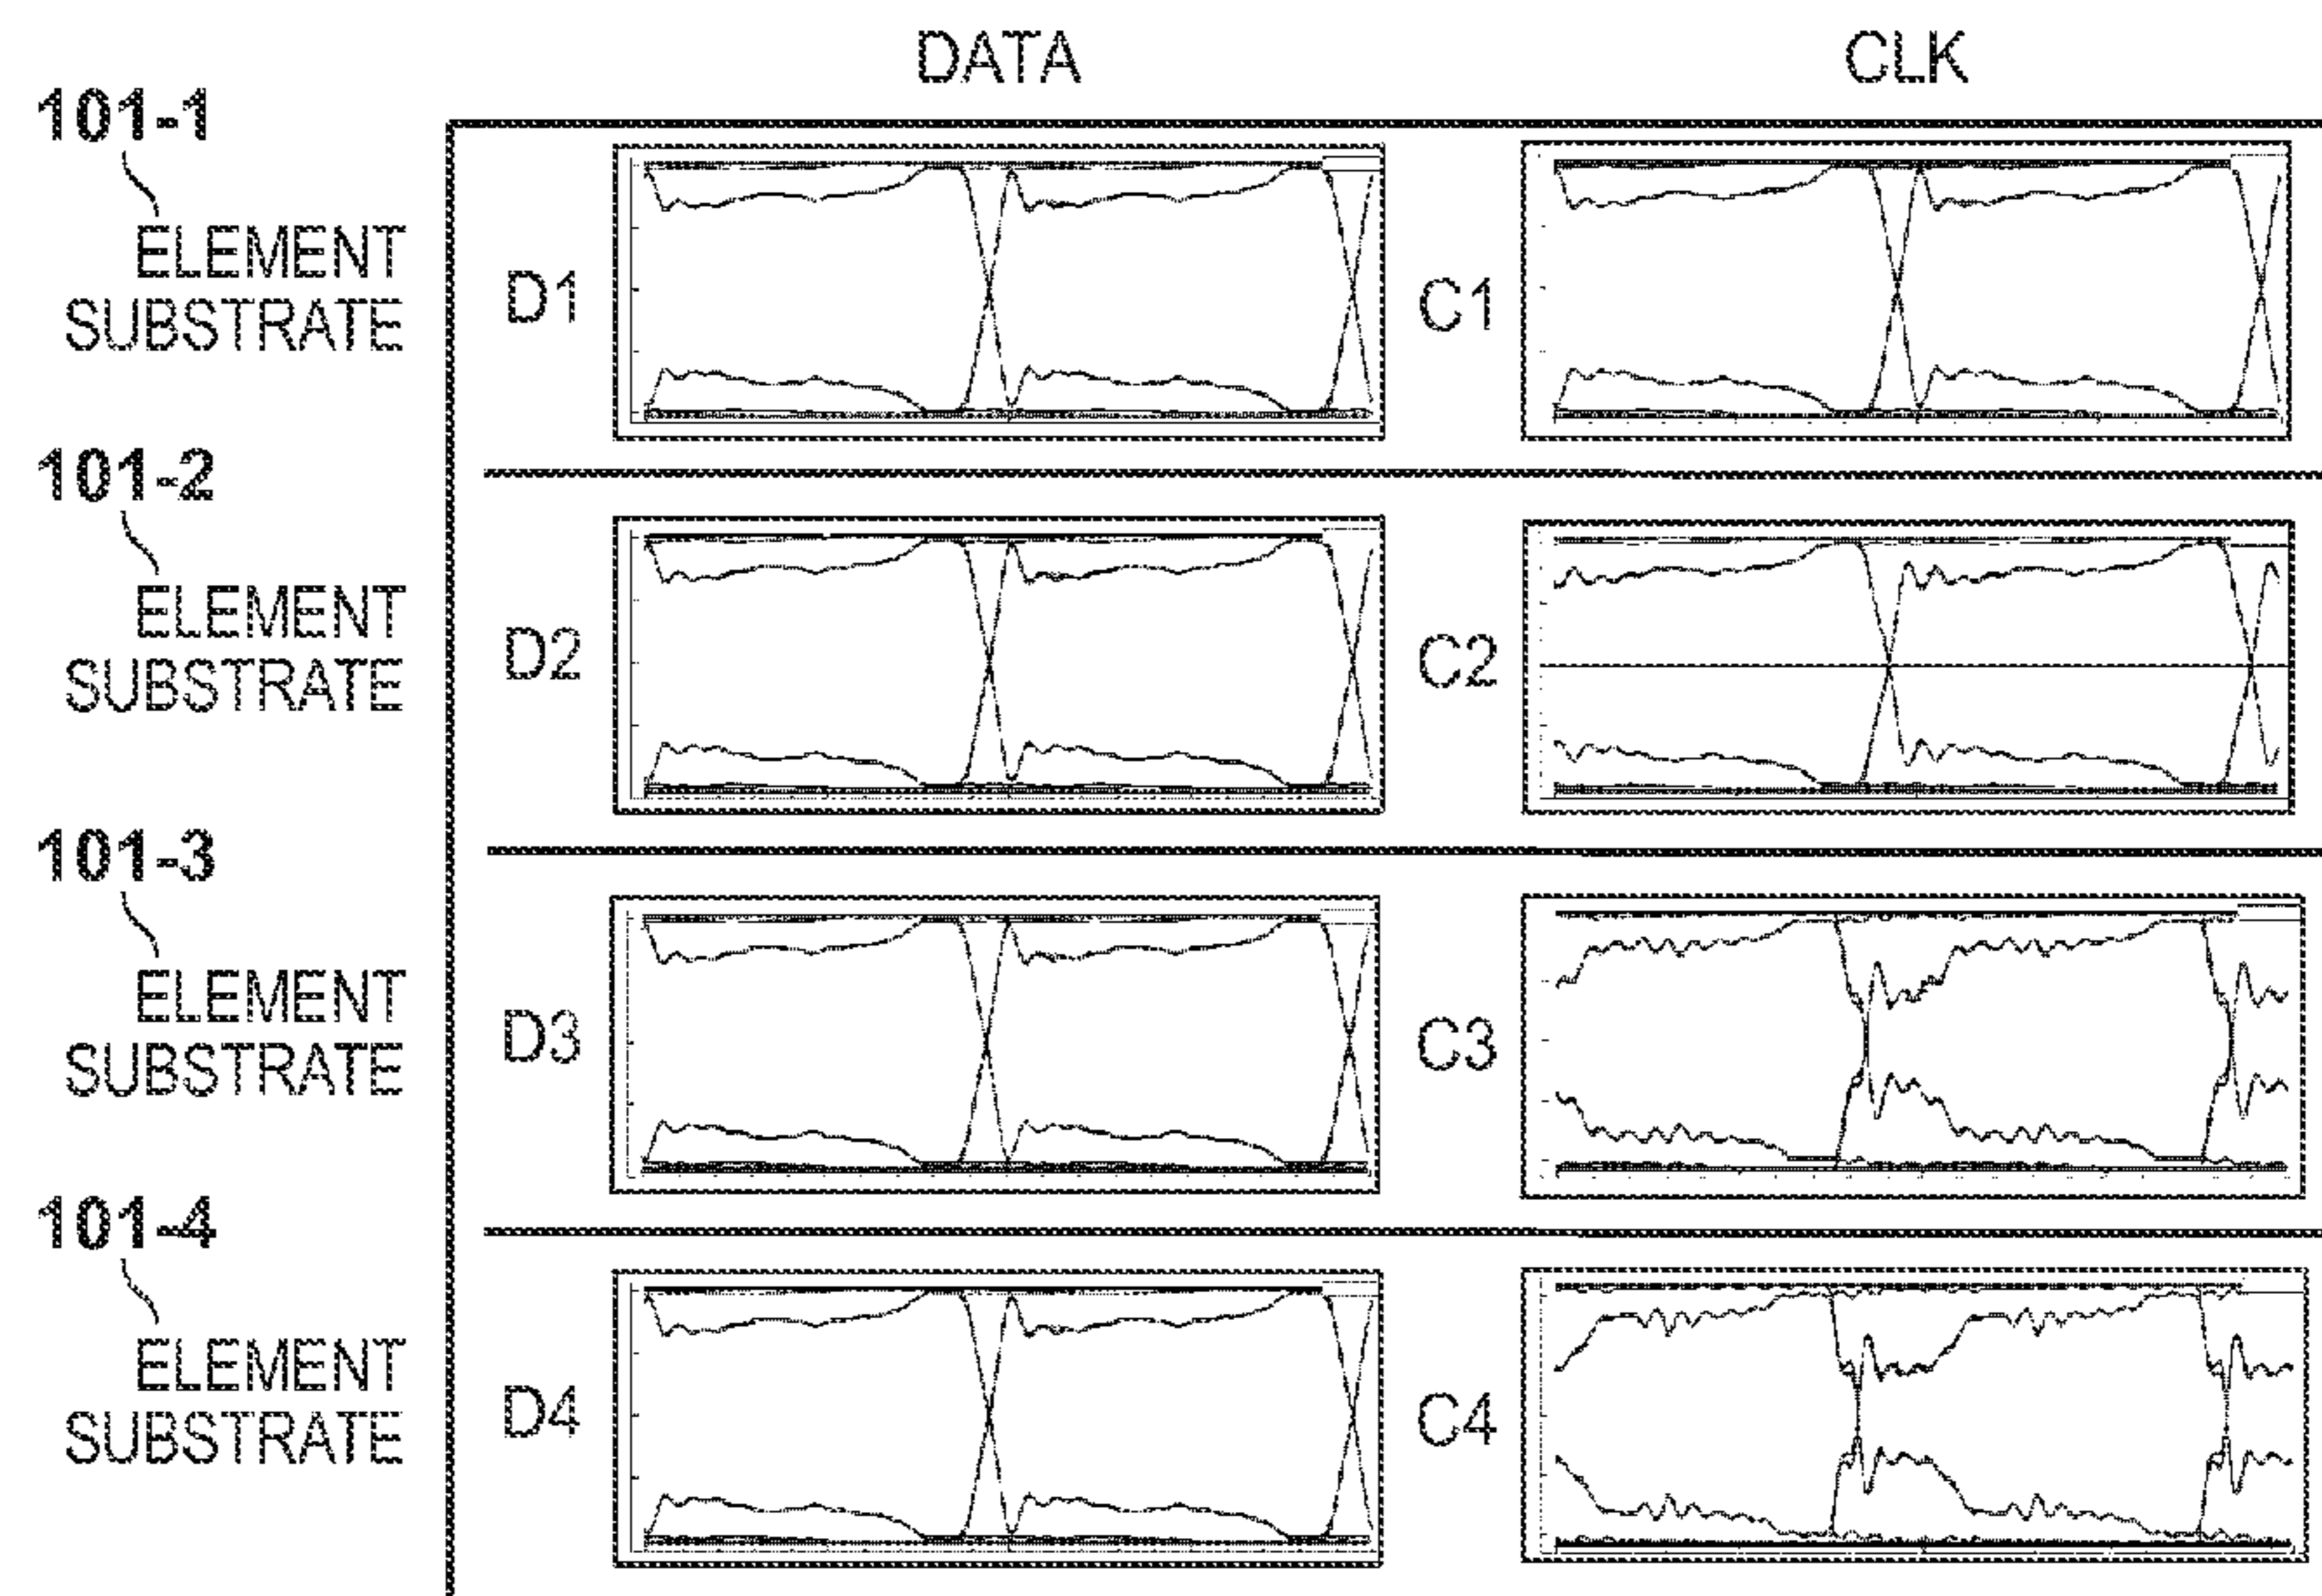 DATA CLK
101-1
ELEMENT
SUBSTRATE
D1 C1
101-2
ELEMENT
SUBSTRATE
D2 C2
101-3
ELEMENT
SUBSTRATE
D3 C3
101-4
ELEMENT
SUBSTRATE
D4 C4